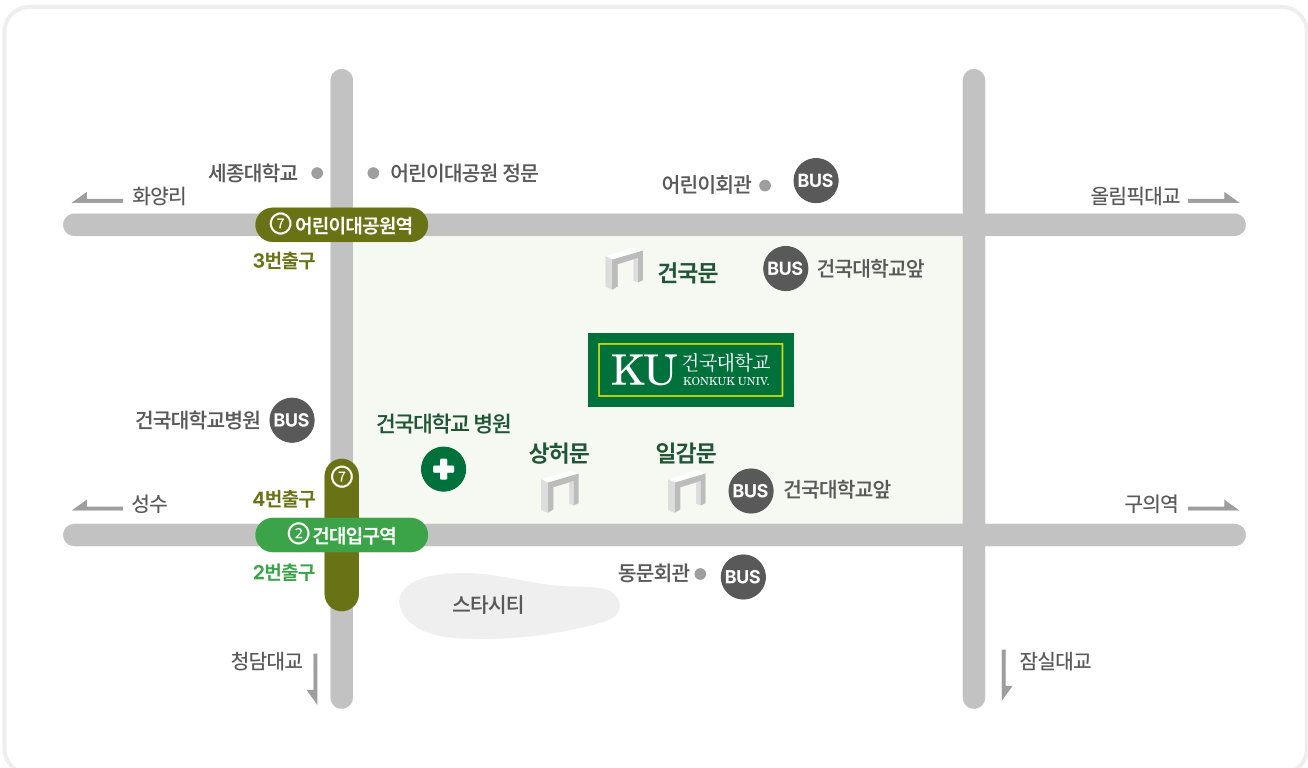 세종대학교
어린이대공원 정문
어린이회관
BUS
화양리
올림픽대교
7 어린이대공원역
3번출구
건국문
BUS
건국대학교앞
KU 건국대학교
KONKUK UNIV.
건국대학교병원
BUS
건국대학교 병원
상허문
일감문
7
4번출구
BUS
건국대학교앞
성수
구의역
2 건대입구역
2번출구
동문회관
BUS
스타시티
청담대교
잠실대교